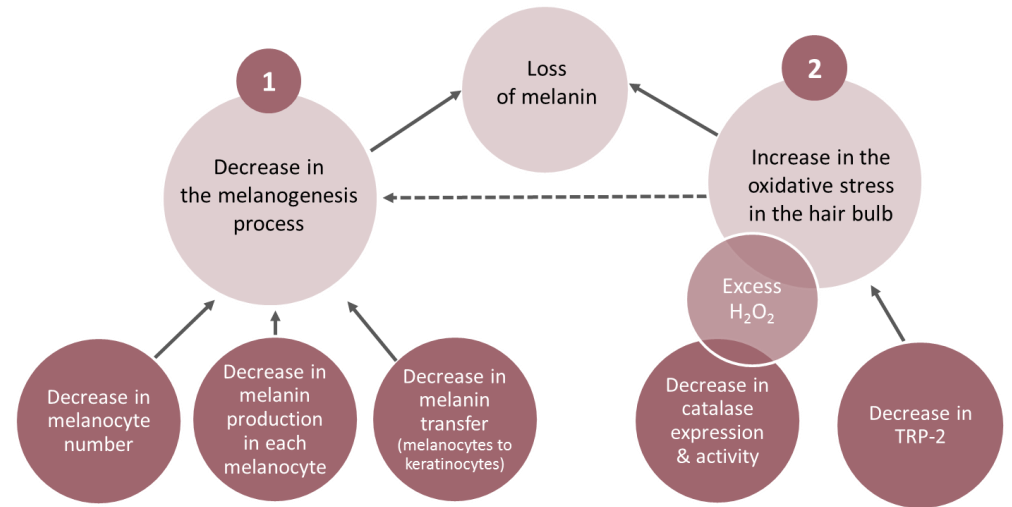 1
Decrease in
the melanogenesis
process
Loss
of melanin
2
Increase in the
oxidative stress
in the hair bulb
Excess
H₂O₂
Decrease in
melanocyte
number
Decrease in
melanin
production
in each
melanocyte
Decrease in
melanin
transfer
(melanocytes to
keratinocytes)
Decrease in
catalase
expression
& activity
Decrease in
TRP-2